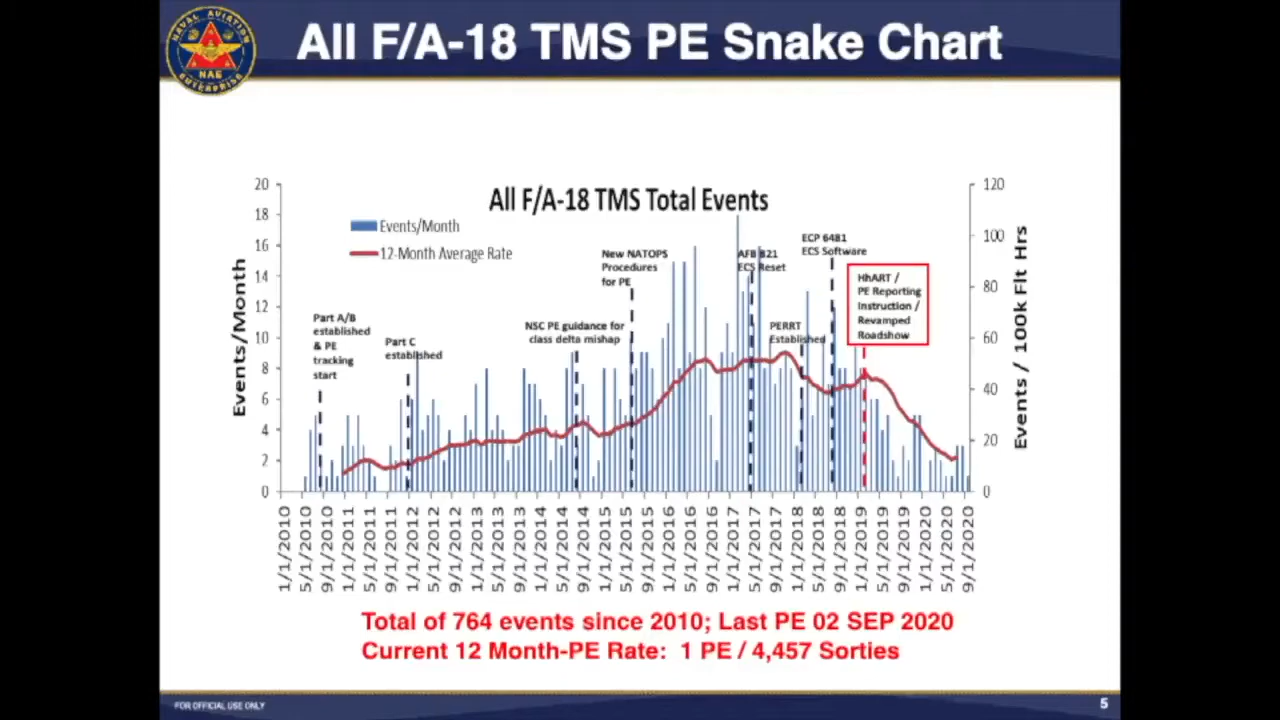 All F/A-18 TMS PE Snake Chart
NAVAL AVIATION
NAE
ENTERPRISE
All F/A-18 TMS Total Events
Events/Month
12-Month Average Rate
Events/Month
20
18
16
14
12
10
8
6
4
2
0
120
100
80
60
40
20
0
Events / 100k Flt Hrs
Part A/B
established
& PE
tracking
start
Part C
established
NSC PE guidance for
class delta mishap
New NATOPS
Procedures
for PE
AFB 821
ECS Reset
PERRT
Established
ECP 6481
ECS Software
HhART /
PE Reporting
Instruction /
Revamped
Roadshow
1/1/2010
5/1/2010
9/1/2010
1/1/2011
5/1/2011
9/1/2011
1/1/2012
5/1/2012
9/1/2012
1/1/2013
5/1/2013
9/1/2013
1/1/2014
5/1/2014
9/1/2014
1/1/2015
5/1/2015
9/1/2015
1/1/2016
5/1/2016
9/1/2016
1/1/2017
5/1/2017
9/1/2017
1/1/2018
5/1/2018
9/1/2018
1/1/2019
5/1/2019
9/1/2019
1/1/2020
5/1/2020
9/1/2020
Total of 764 events since 2010; Last PE 02 SEP 2020
Current 12 Month-PE Rate: 1 PE / 4,457 Sorties
FOR OFFICIAL USE ONLY
5